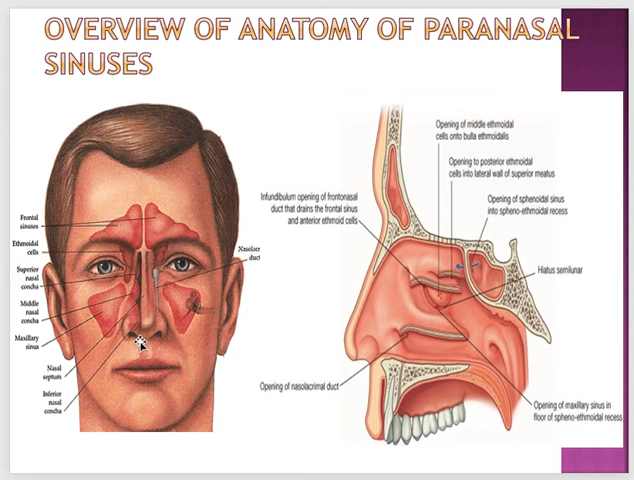 OVERVIEW OF ANATOMY OF PARANASAL
SINUSES
Frontal
sinuses
Ethmoidal
cells
Superior
nasal
concha
Middle
nasal
concha
Maxillary
sinus
Nasal
septum
Inferior
nasal
concha
duct
Opening of middle ethmoidal
cells onto bulla ethmoidalis
Opening to posterior ethmoidal
cells into lateral wall of superior meatus
Infundibulum opening of frontonasal
duct that drains the frontal sinus
and anterior ethmoid cells
Opening of sphenoidal sinus
into spheno-ethmoidal recess
Hiatus semilunar
Opening of nasolacrimal duct
Opening of maxillary sinus in
floor of spheno-ethmoidal recess